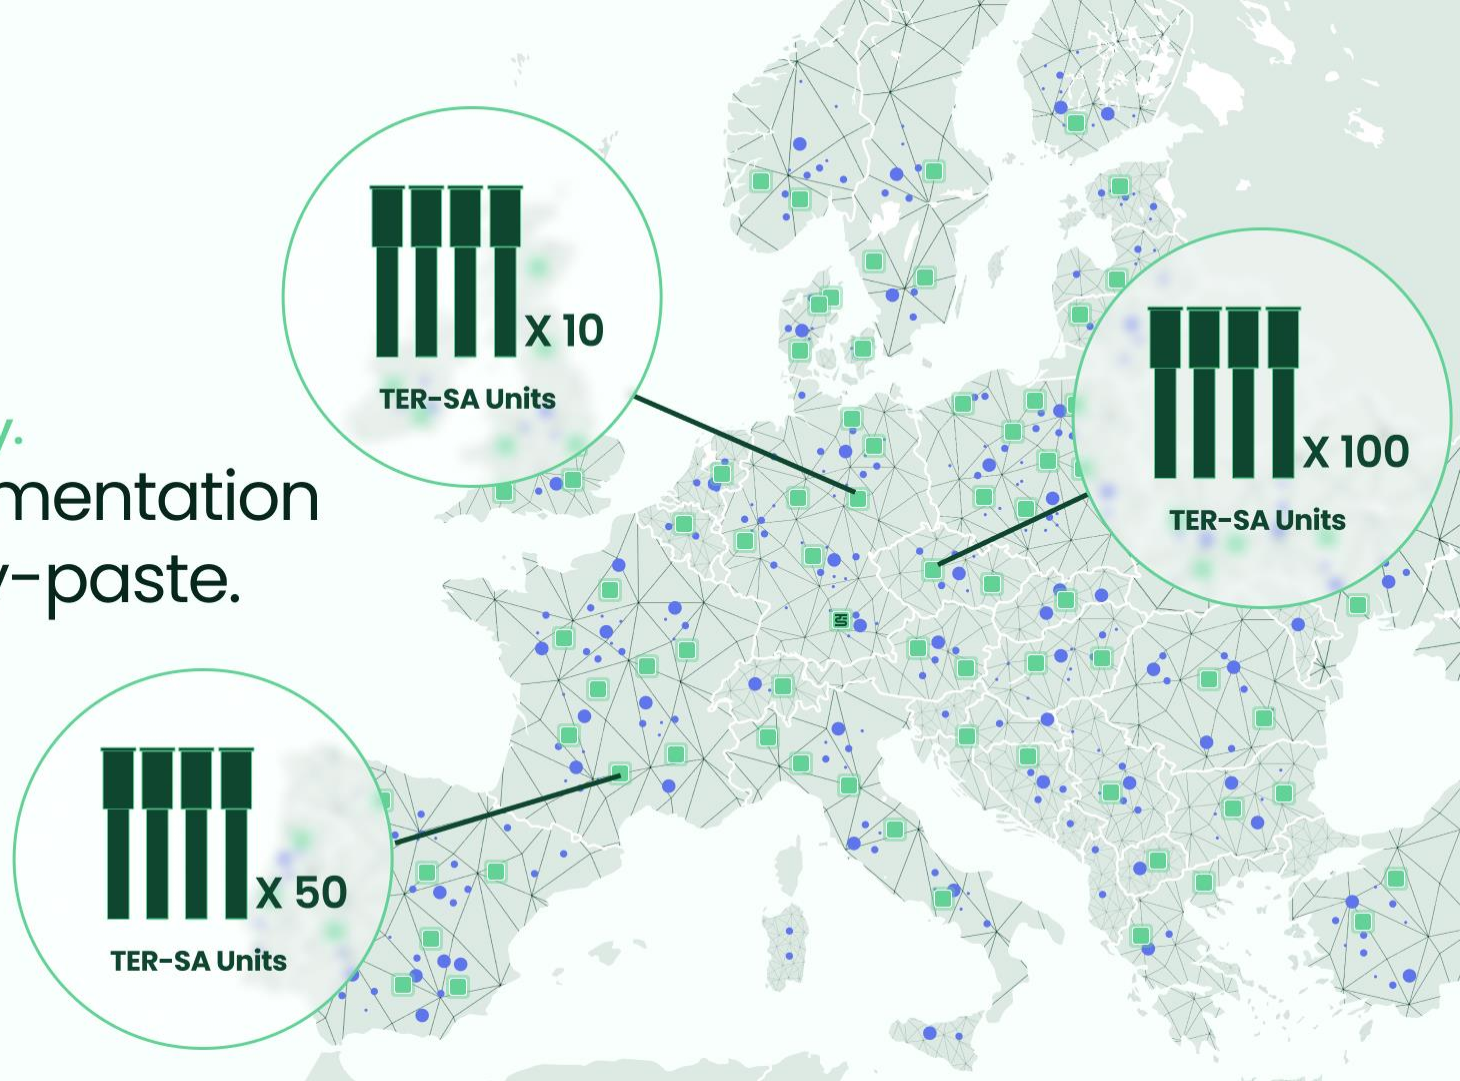 y.
mentation
y-paste.
X 10
TER-SA Units
X 100
TER-SA Units
X 50
TER-SA Units